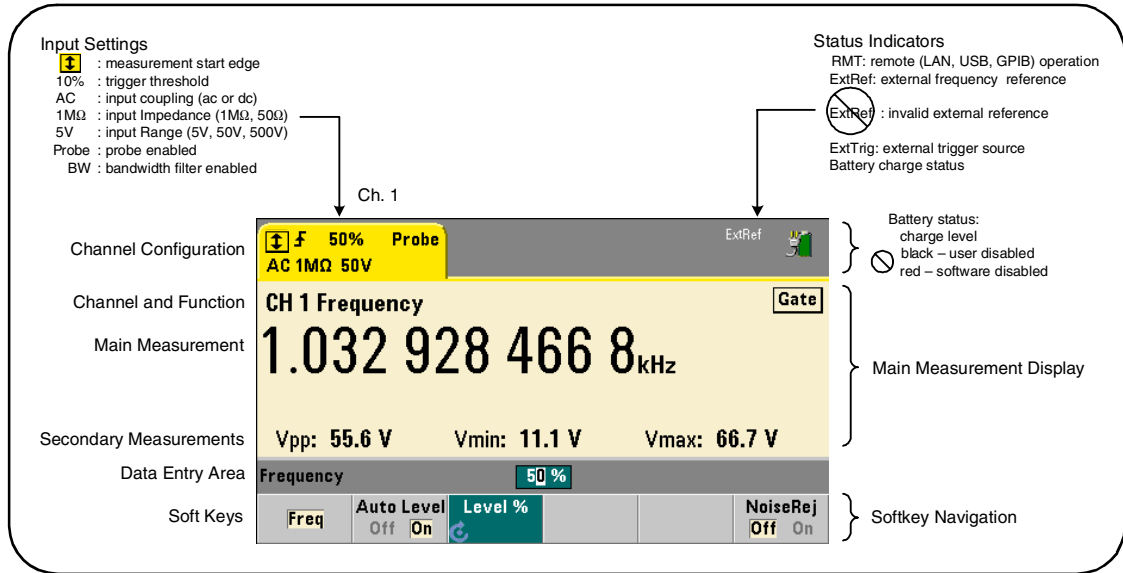 Input Settings
: measurement start edge
10% : trigger threshold
AC : input coupling (ac or dc)
1MΩ : input Impedance (1MΩ, 50Ω)
5V : input Range (5V, 50V, 500V)
Probe : probe enabled
BW : bandwidth filter enabled
Status Indicators
RMT: remote (LAN, USB, GPIB) operation
ExtRef: external frequency reference
ExtRef : invalid external reference
ExtTrig: external trigger source
Battery charge status
Ch. 1
Channel Configuration
50% Probe
AC 1MΩ 50V
ExtRef
Battery status:
charge level
black – user disabled
red – software disabled
Channel and Function
CH 1 Frequency
Gate
Main Measurement
1.032 928 466 8 kHz
Main Measurement Display
Secondary Measurements
Vpp: 55.6 V Vmin: 11.1 V Vmax: 66.7 V
Data Entry Area
Frequency
50 %
Soft Keys
Freq
Auto Level
Off On
Level %
NoiseRej
Off On
Softkey Navigation